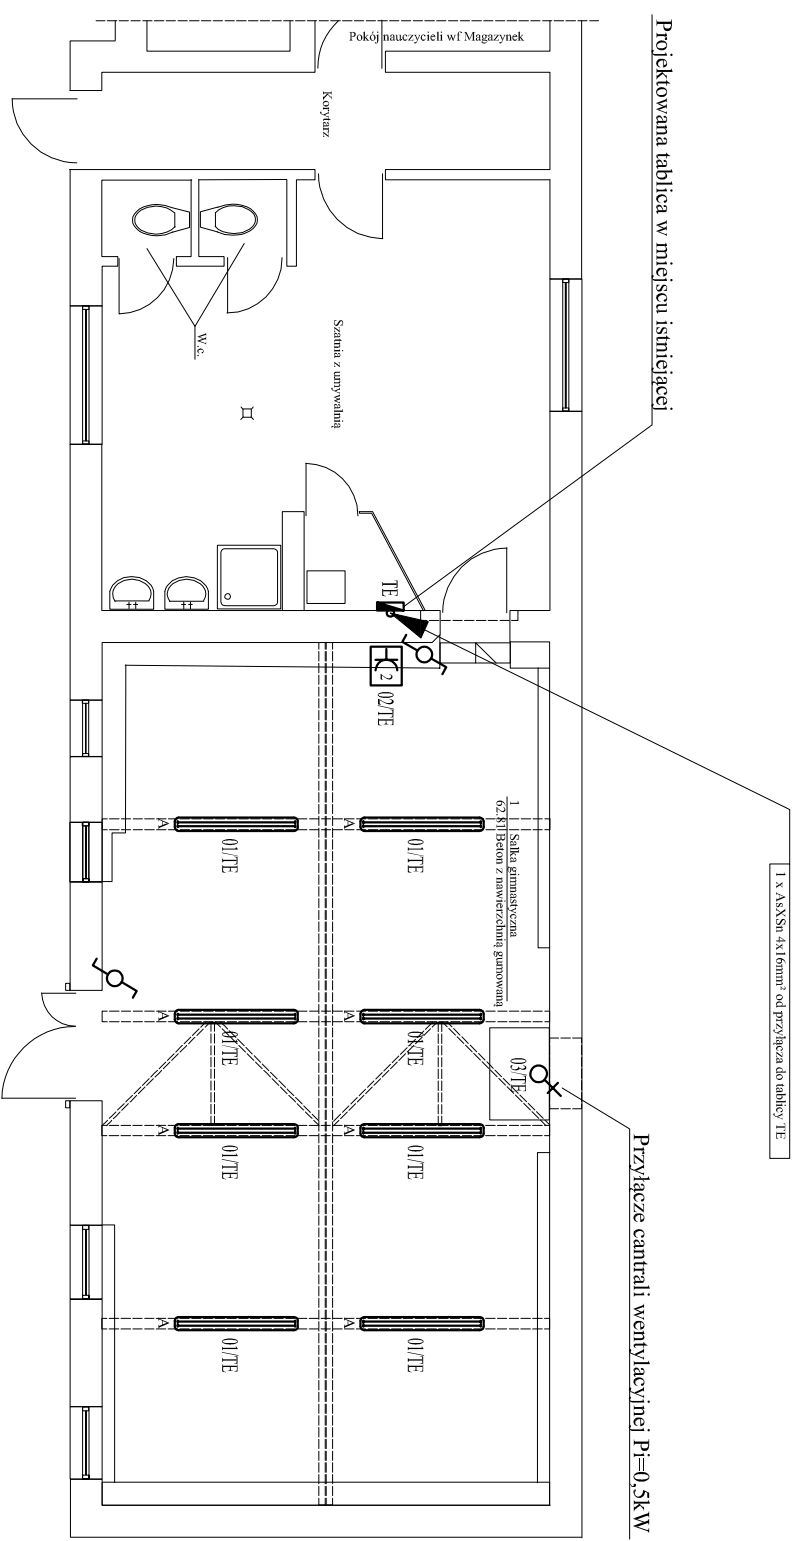 Pokój nauczycieli wf Magazynek
Korytarz
Projektowana tablica w miejscu istniejącej
W.c.
Szatnia z umywalnią
TE
2
02/TE
1 Salka gimnastyczna
62.81 Beton z nawierzchnią gumowaną
1 x AsXSn 4x16mm² od przyłącza do tablicy TE
A
01/TE
A
01/TE
A
01/TE
A
01/TE
03/TE
A
01/TE
A
01/TE
Przyłącze cantrali wentylacyjnej Pi=0,5kW
A
01/TE
A
01/TE